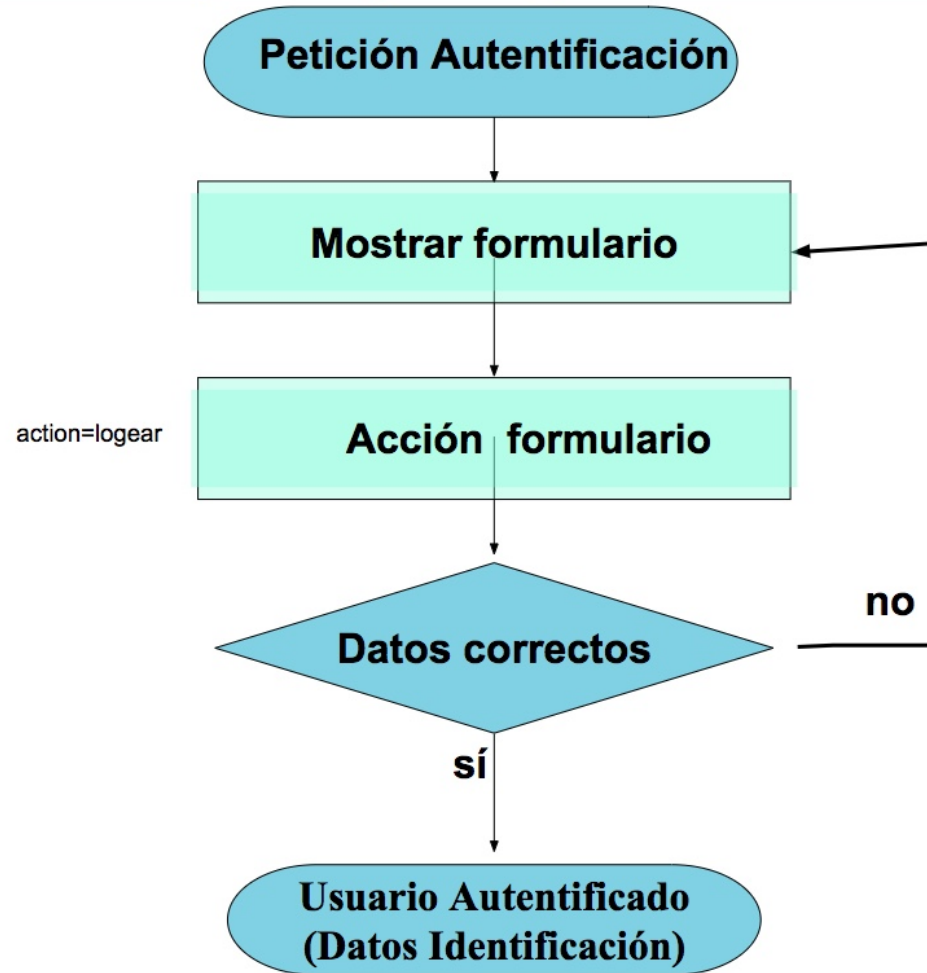 Petición Autentificación
Mostrar formulario
action=logear
Acción formulario
no
Datos correctos
sí
Usuario Autentificado
(Datos Identificación)